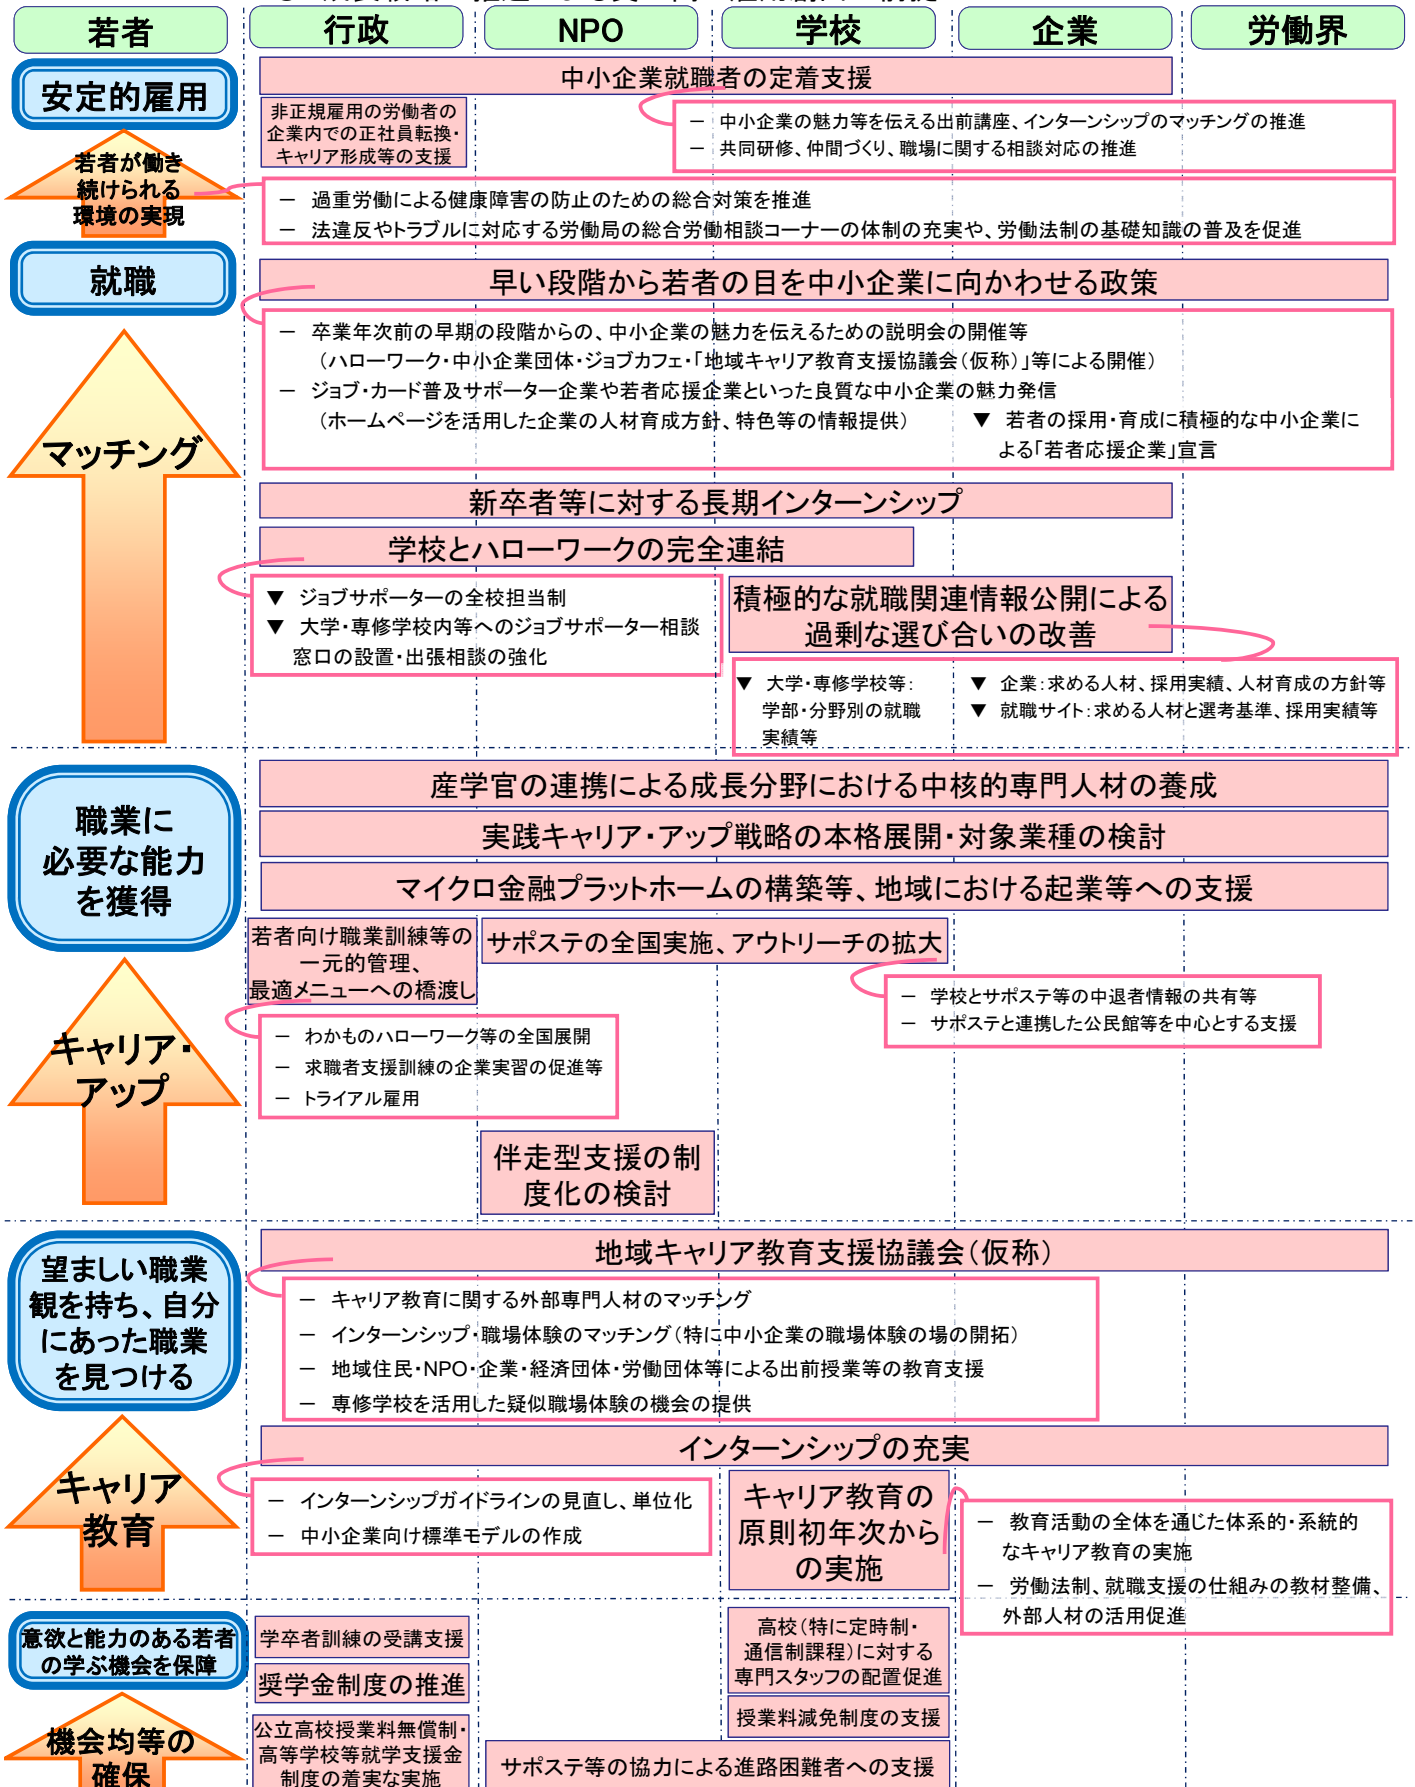 若者
行政
NPO
学校
企業
労働界
安定的雇用
中小企業就職者の定着支援
非正規雇用の労働者の
企業内での正社員転換・
キャリア形成等の支援
－ 中小企業の魅力等を伝える出前講座、インターンシップのマッチングの推進
－ 共同研修、仲間づくり、職場に関する相談対応の推進
若者が働き
続けられる
環境の実現
－ 過重労働による健康障害の防止のための総合対策を推進
－ 法違反やトラブルに対応する労働局の総合労働相談コーナーの体制の充実や、労働法制の基礎知識の普及を促進
就職
早い段階から若者の目を中小企業に向かわせる政策
－ 卒業年次前の早期の段階からの、中小企業の魅力を伝えるための説明会の開催等
（ハローワーク・中小企業団体・ジョブカフェ・「地域キャリア教育支援協議会（仮称）」等による開催）
－ ジョブ・カード普及サポーター企業や若者応援企業といった良質な中小企業の魅力発信
（ホームページを活用した企業の人材育成方針、特色等の情報提供）
▼ 若者の採用・育成に積極的な中小企業に
よる「若者応援企業」宣言
マッチング
新卒者等に対する長期インターンシップ
学校とハローワークの完全連結
▼ ジョブサポーターの全校担当制
▼ 大学・専修学校内等へのジョブサポーター相談
窓口の設置・出張相談の強化
積極的な就職関連情報公開による
過剰な選び合いの改善
▼ 大学・専修学校等：
学部・分野別の就職
実績等
▼ 企業：求める人材、採用実績、人材育成の方針等
▼ 就職サイト：求める人材と選考基準、採用実績等
職業に
必要な能力
を獲得
産学官の連携による成長分野における中核的専門人材の養成
実践キャリア・アップ戦略の本格展開・対象業種の検討
マイクロ金融プラットホームの構築等、地域における起業等への支援
若者向け職業訓練等の
一元的管理、
最適メニューへの橋渡し
サポステの全国実施、アウトリーチの拡大
－ 学校とサポステ等の中退者情報の共有等
－ サポステと連携した公民館等を中心とする支援
－ わかものハローワーク等の全国展開
－ 求職者支援訓練の企業実習の促進等
－ トライアル雇用
キャリア・
アップ
伴走型支援の制
度化の検討
望ましい職業
観を持ち、自分
にあった職業
を見つける
地域キャリア教育支援協議会（仮称）
－ キャリア教育に関する外部専門人材のマッチング
－ インターンシップ・職場体験のマッチング（特に中小企業の職場体験の場の開拓）
－ 地域住民・NPO・企業・経済団体・労働団体等による出前授業等の教育支援
－ 専修学校を活用した疑似職場体験の機会の提供
インターンシップの充実
キャリア
教育
－ インターンシップガイドラインの見直し、単位化
－ 中小企業向け標準モデルの作成
キャリア教育の
原則初年次から
の実施
－ 教育活動の全体を通じた体系的・系統的
なキャリア教育の実施
－ 労働法制、就職支援の仕組みの教材整備、
外部人材の活用促進
意欲と能力のある若者
の学ぶ機会を保障
学卒者訓練の受講支援
奨学金制度の推進
高校（特に定時制・
通信制課程）に対する
専門スタッフの配置促進
授業料減免制度の支援
機会均等の
確保
公立高校授業料無償制・
高等学校等就学支援金
制度の着実な実施
サポステ等の協力による進路困難者への支援